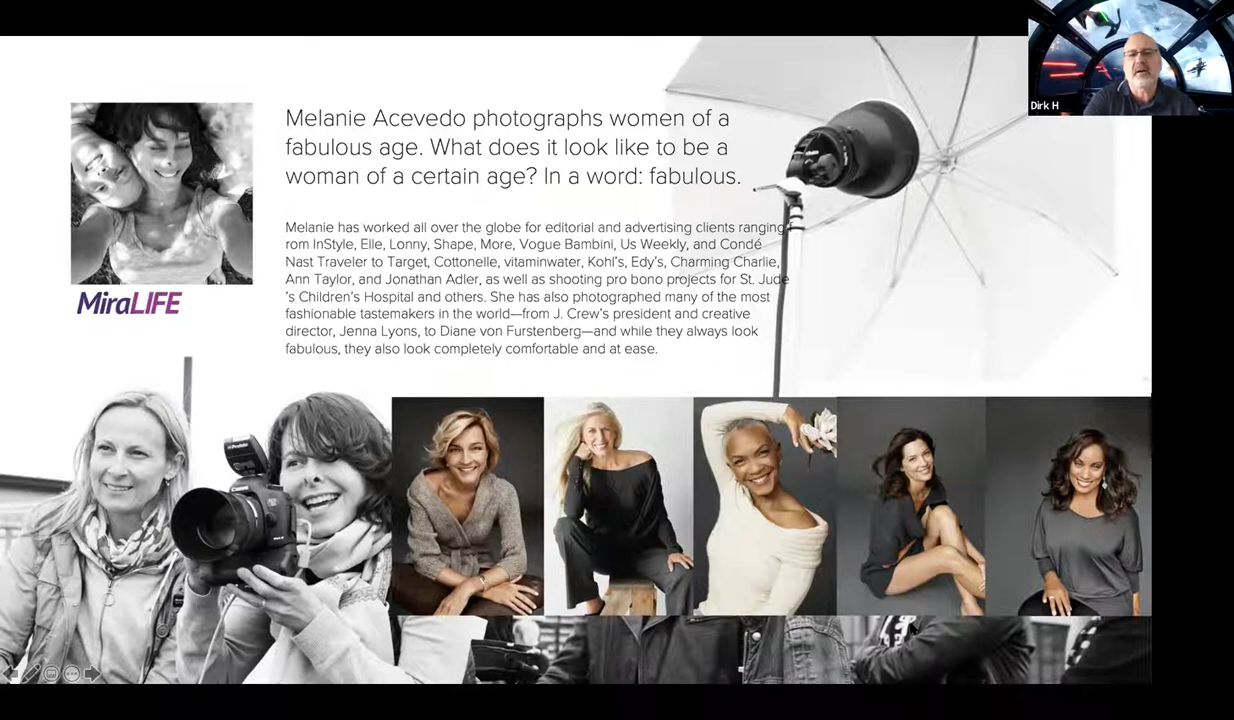 Dirk H
Melanie Acevedo photographs women of a
fabulous age. What does it look like to be a
woman of a certain age? In a word: fabulous.
Melanie has worked all over the globe for editorial and advertising clients ranging
rom InStyle, Elle, Lonny, Shape, More, Vogue Bambini, Us Weekly, and Condé
Nast Traveler to Target, Cottonelle, vitaminwater, Kohl's, Edy's, Charming Charlie,
Ann Taylor, and Jonathan Adler, as well as shooting pro bono projects for St. Jude
's Children's Hospital and others. She has also photographed many of the most
fashionable tastemakers in the world—from J. Crew's president and creative
director, Jenna Lyons, to Diane von Furstenberg—and while they always look
fabulous, they also look completely comfortable and at ease.
MiraLIFE
Canon